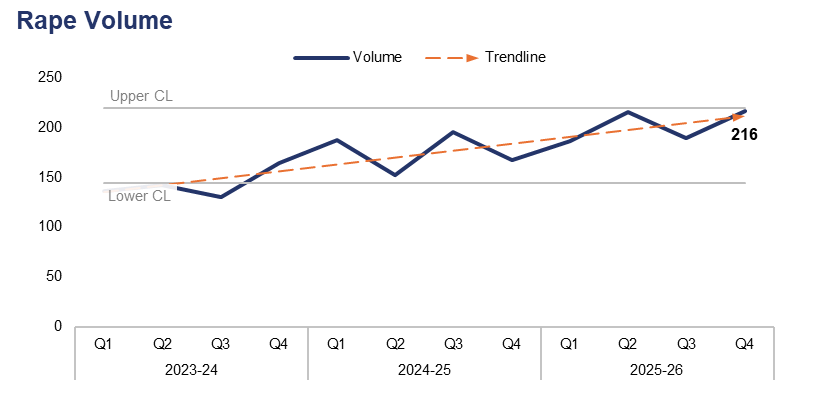 Rape Volume
Volume Trendline
250
Upper CL
200
216
150
Lower CL
100
50
0
Q1 Q2 Q3 Q4 Q1 Q2 Q3 Q4 Q1 Q2 Q3 Q4
2023-24 2024-25 2025-26